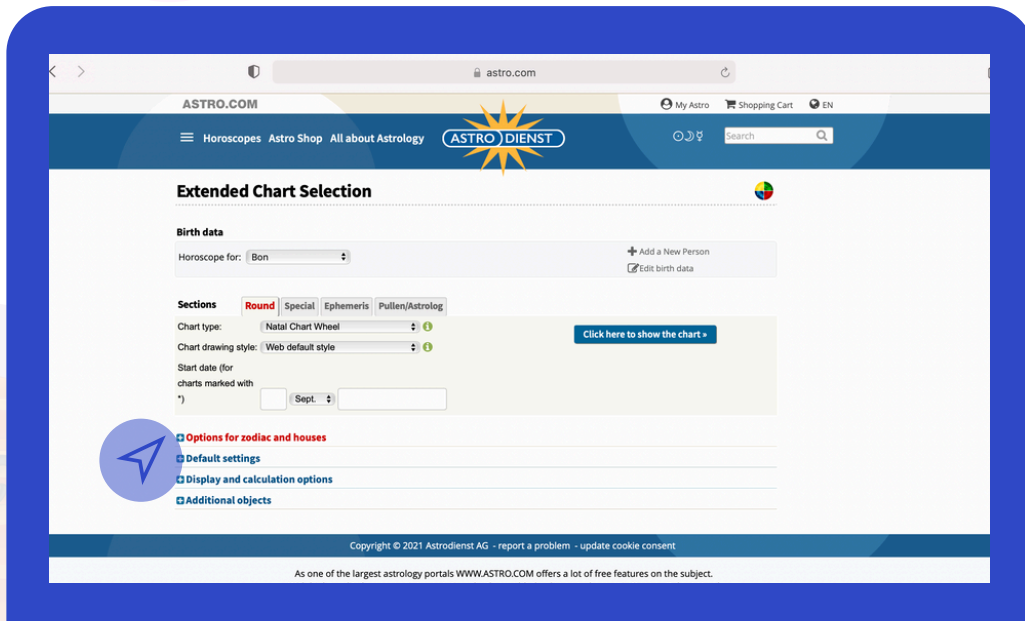 astro.com
ASTRO.COM
My Astro Shopping Cart EN
Horoscopes Astro Shop All about Astrology ASTRO DIENST Search
Extended Chart Selection
Birth data
Horoscope for: Bon
Add a New Person
Edit birth data
Sections Round Special Ephemeris Pullen/Astrolog
Chart type: Natal Chart Wheel
Click here to show the chart »
Chart drawing style: Web default style
Start date (for
charts marked with
*) Sept.
Options for zodiac and houses
Default settings
Display and calculation options
Additional objects
Copyright © 2021 Astrodienst AG - report a problem - update cookie consent
As one of the largest astrology portals WWW.ASTRO.COM offers a lot of free features on the subject.